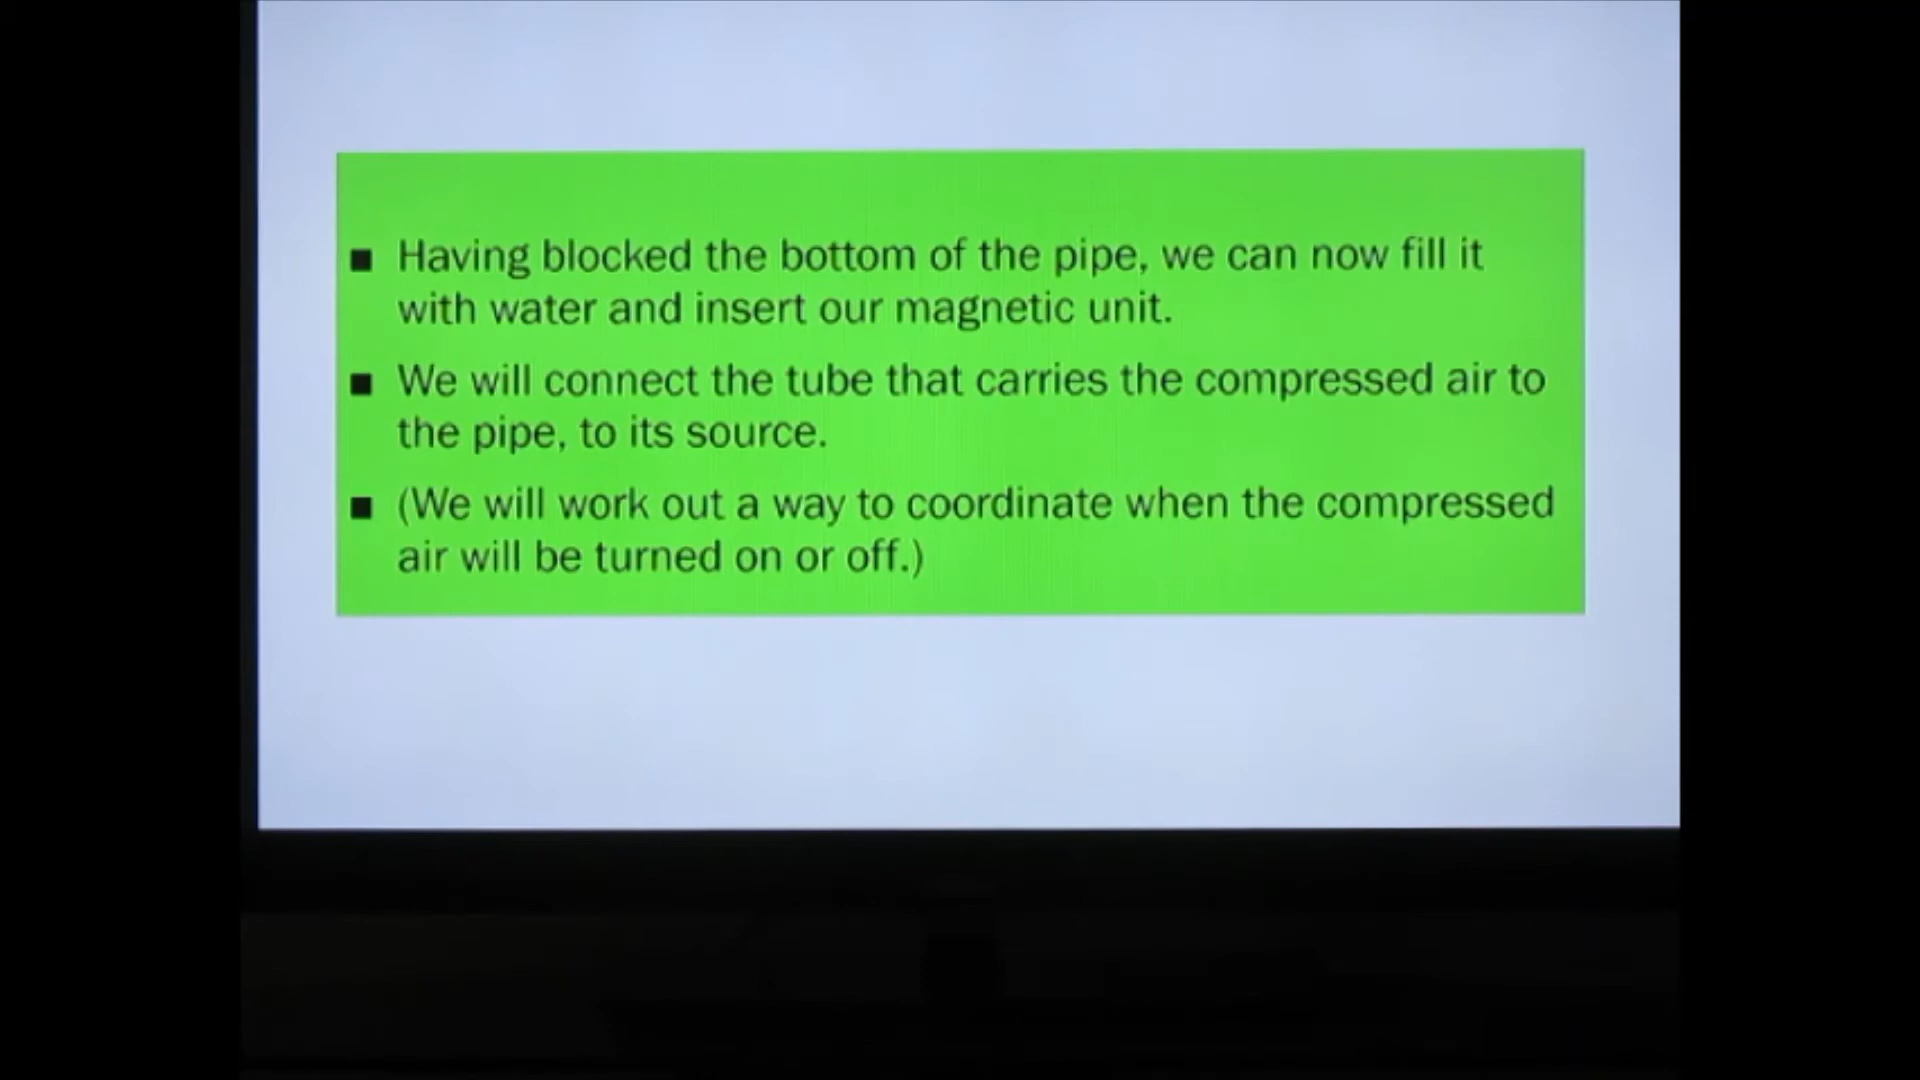 ■ Having blocked the bottom of the pipe, we can now fill it
with water and insert our magnetic unit.
■ We will connect the tube that carries the compressed air to
the pipe, to its source.
■ (We will work out a way to coordinate when the compressed
air will be turned on or off.)